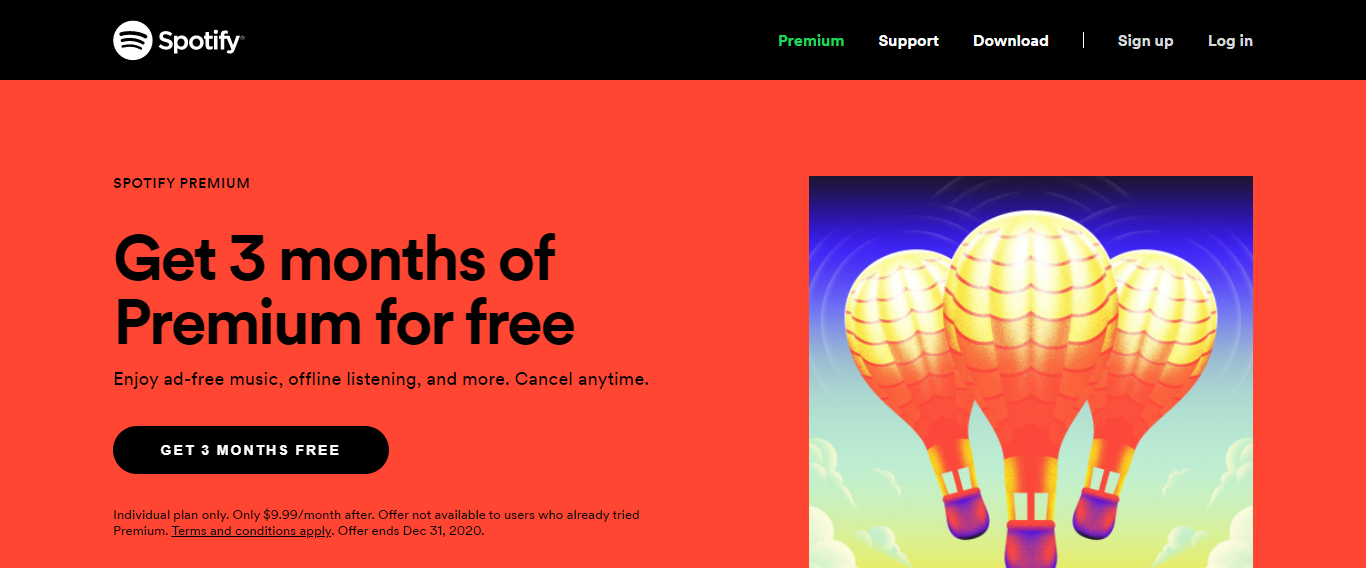 Spotify®
Premium Support Download | Sign up Log in
SPOTIFY PREMIUM
Get 3 months of
Premium for free
Enjoy ad-free music, offline listening, and more. Cancel anytime.
GET 3 MONTHS FREE
Individual plan only. Only $9.99/month after. Offer not available to users who already tried
Premium. Terms and conditions apply. Offer ends Dec 31, 2020.